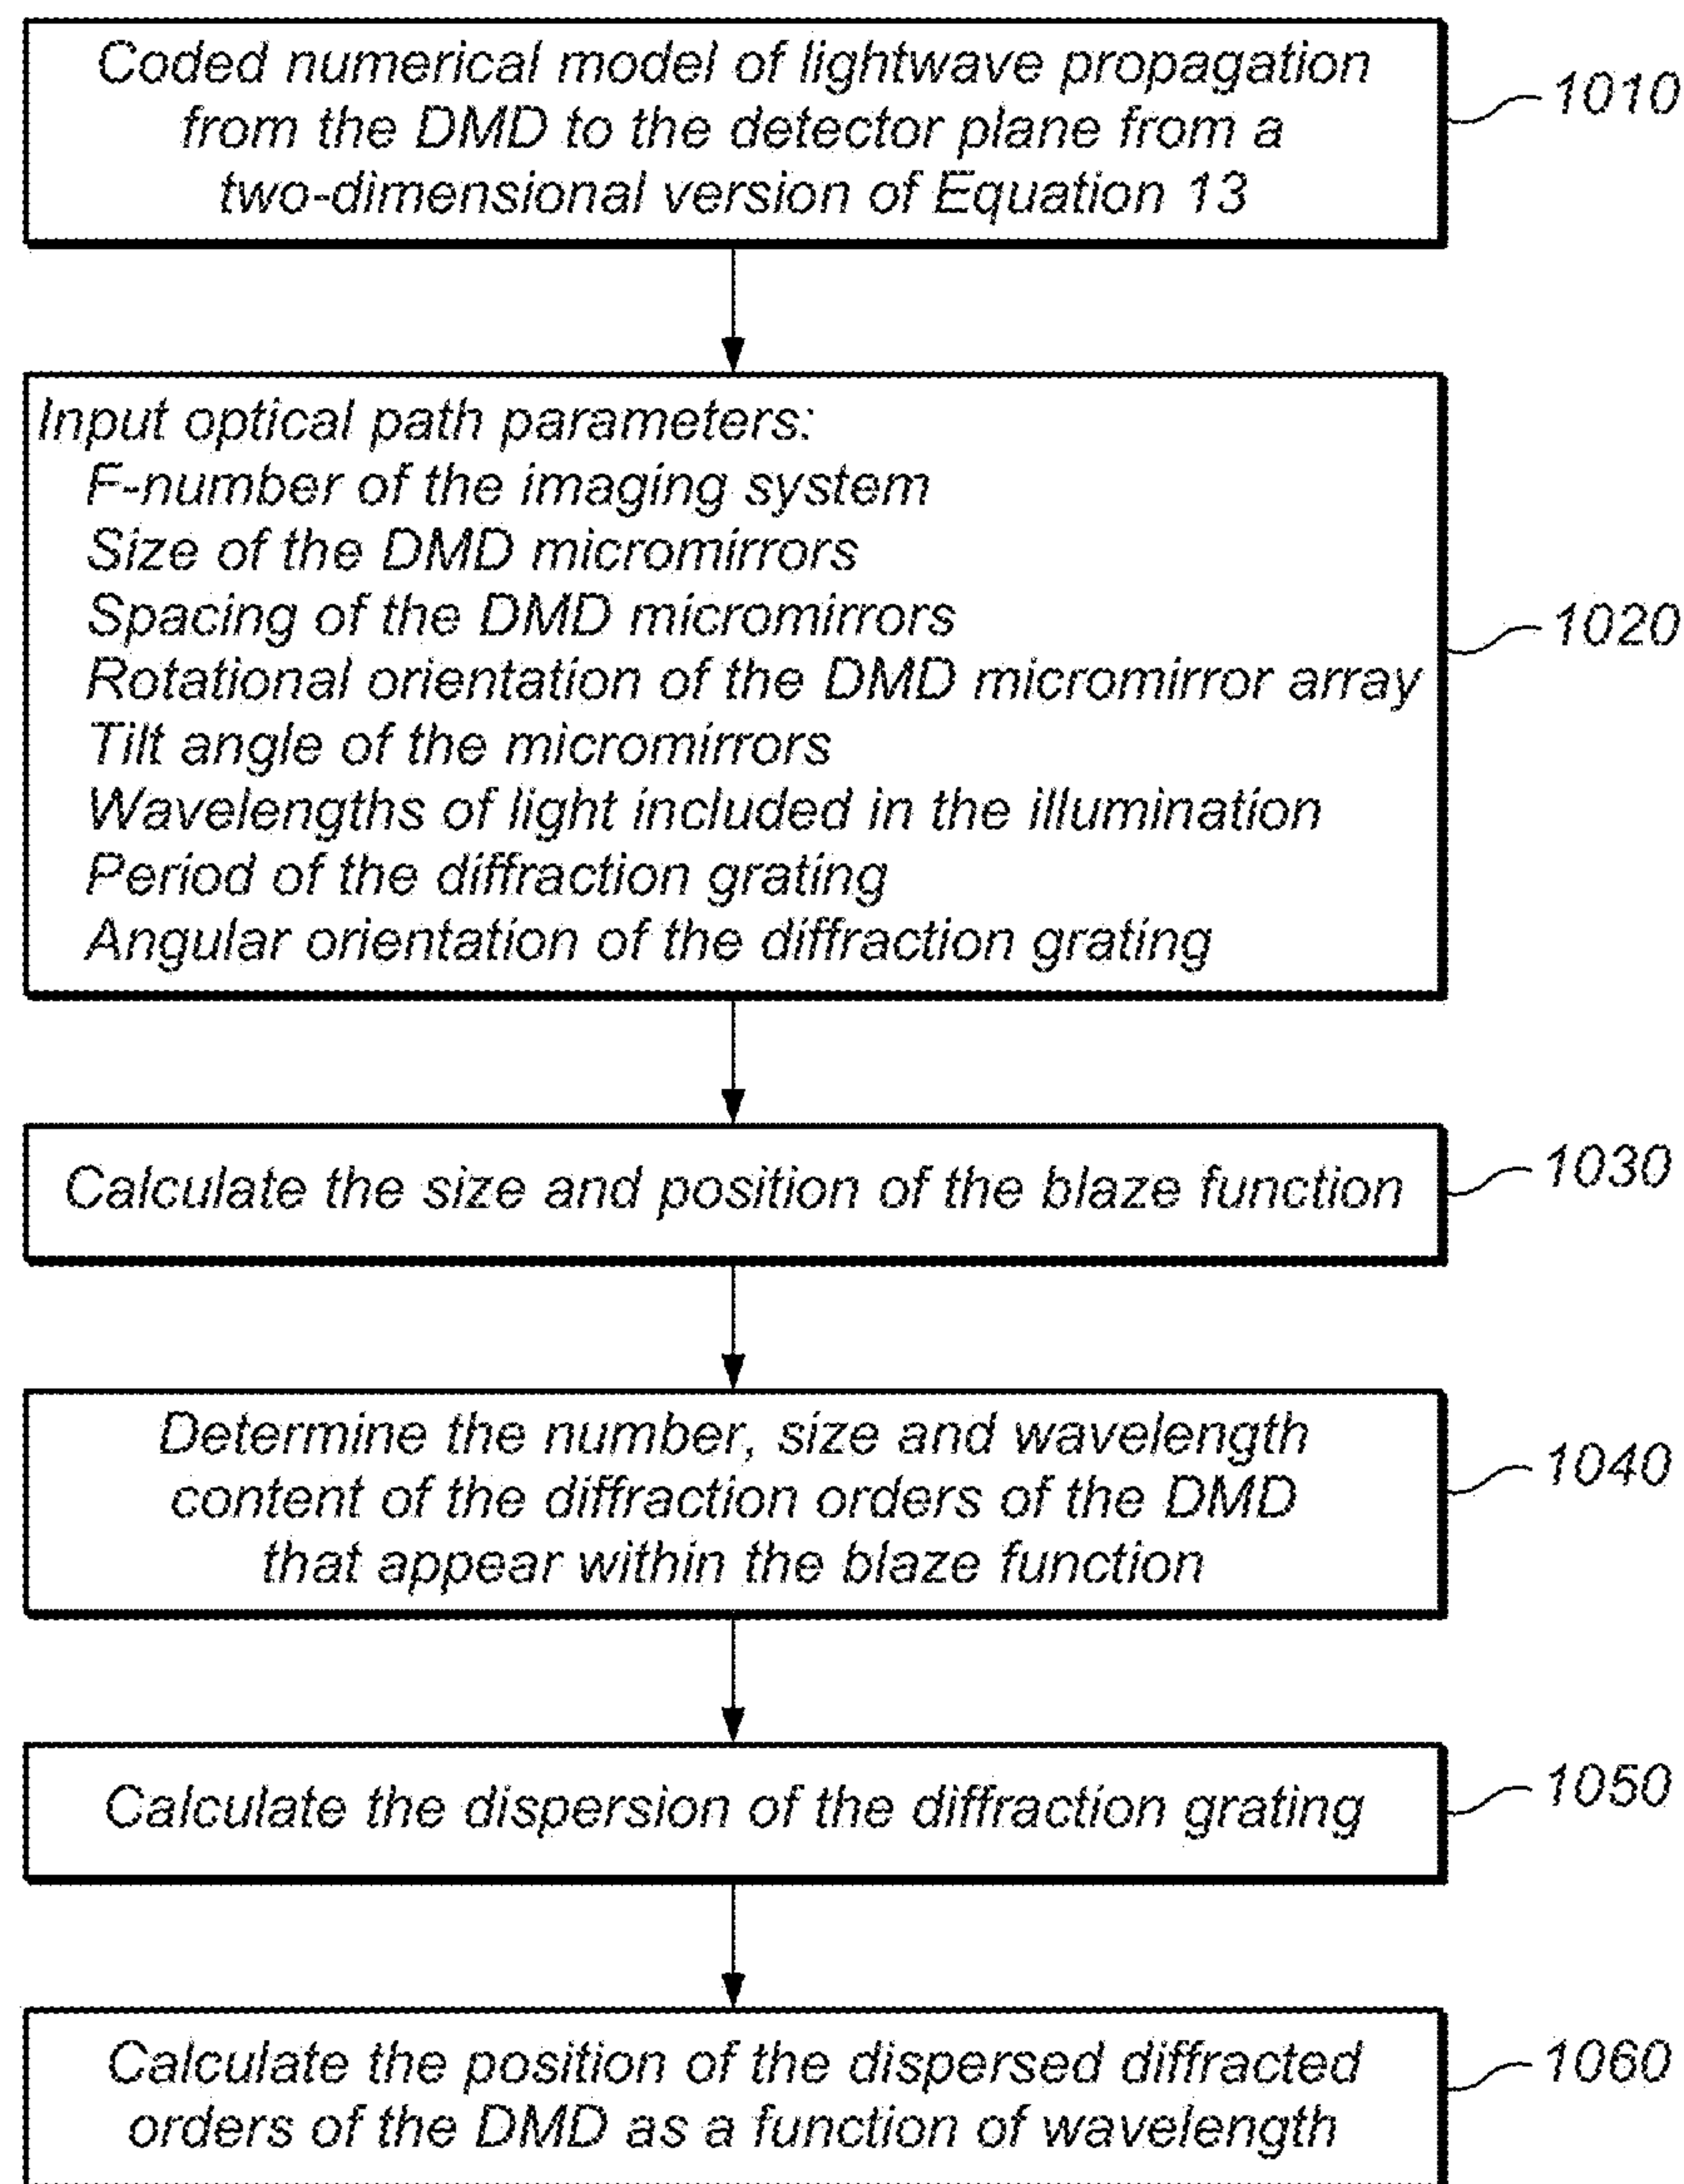 Coded numerical model of lightwave propagation
from the DMD to the detector plane from a
two-dimensional version of Equation 13
1010
Input optical path parameters:
F-number of the imaging system
Size of the DMD micromirrors
Spacing of the DMD micromirrors
Rotational orientation of the DMD micromirror array
Tilt angle of the micromirrors
Wavelengths of light included in the illumination
Period of the diffraction grating
Angular orientation of the diffraction grating
1020
Calculate the size and position of the blaze function
1030
Determine the number, size and wavelength
content of the diffraction orders of the DMD
that appear within the blaze function
1040
Calculate the dispersion of the diffraction grating
1050
Calculate the position of the dispersed diffracted
orders of the DMD as a function of wavelength
1060